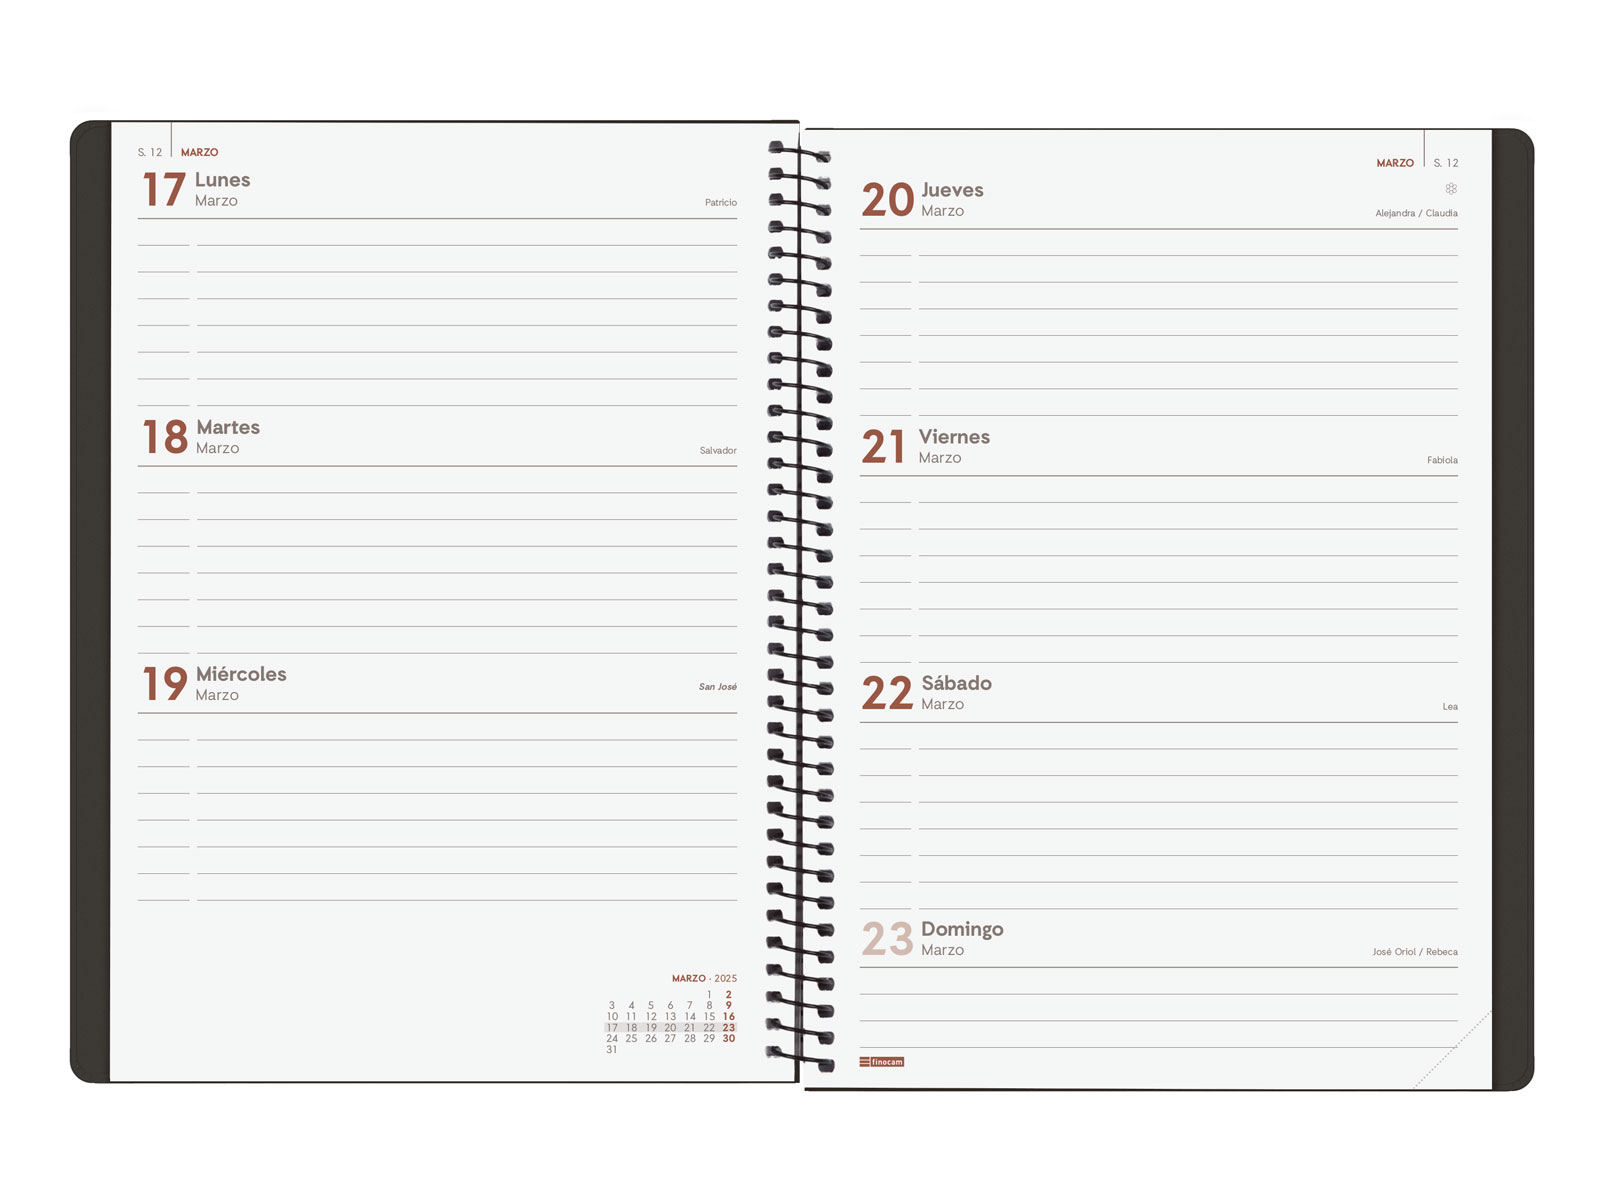 S. 12 MARZO
17 Lunes
Marzo
Patricio
18 Martes
Marzo
Salvador
19 Miércoles
Marzo
San José
MARZO · 2025
1 2
3 4 5 6 7 8 9
10 11 12 13 14 15 16
17 18 19 20 21 22 23
24 25 26 27 28 29 30
31
MARZO S. 12
20 Jueves
Marzo
Alejandra / Claudia
21 Viernes
Marzo
Fabiola
22 Sábado
Marzo
Lea
23 Domingo
Marzo
José Oriol / Rebeca
finocam